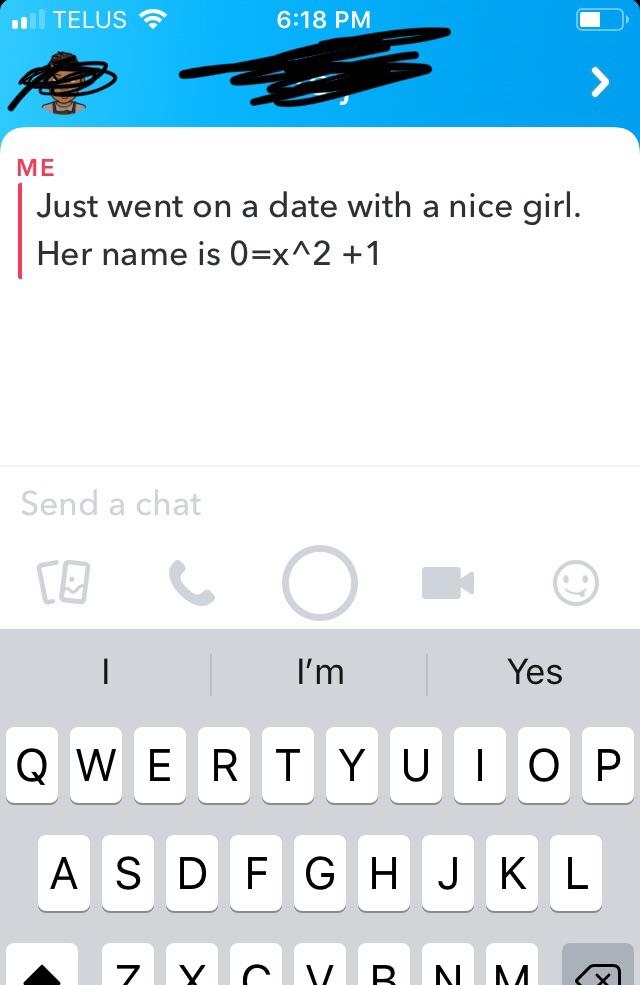 TELUS 6:18 PM
ME
Just went on a date with a nice girl.
Her name is 0=x^2 +1
Send a chat
I I'm Yes
Q W E R T Y U I O P
A S D F G H J K L
Z X C V B N M